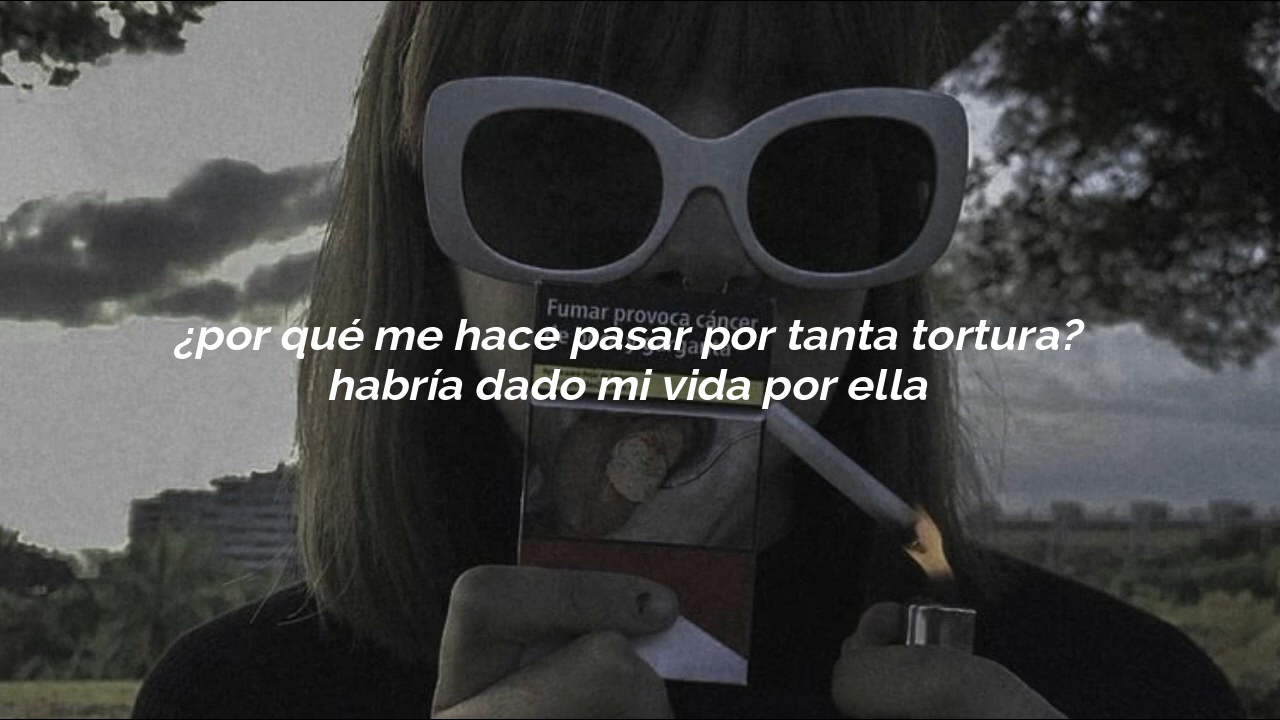 ¿por qué me hace pasar por tanta tortura?
habría dado mi vida por ella
Fumar provoca cáncer